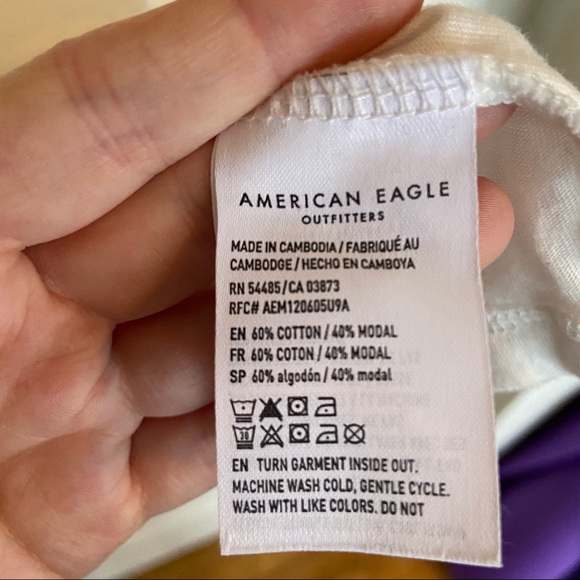 AMERICAN EAGLE
OUTFITTERS
MADE IN CAMBODIA / FABRIQUÉ AU
CAMBODGE / HECHO EN CAMBOYA
RN 54485/CA 03873
RFC# AEM120605U9A
EN 60% COTTON / 40% MODAL
FR 60% COTON / 40% MODAL
SP 60% algodón / 40% modal
30
EN TURN GARMENT INSIDE OUT.
MACHINE WASH COLD, GENTLE CYCLE.
WASH WITH LIKE COLORS. DO NOT